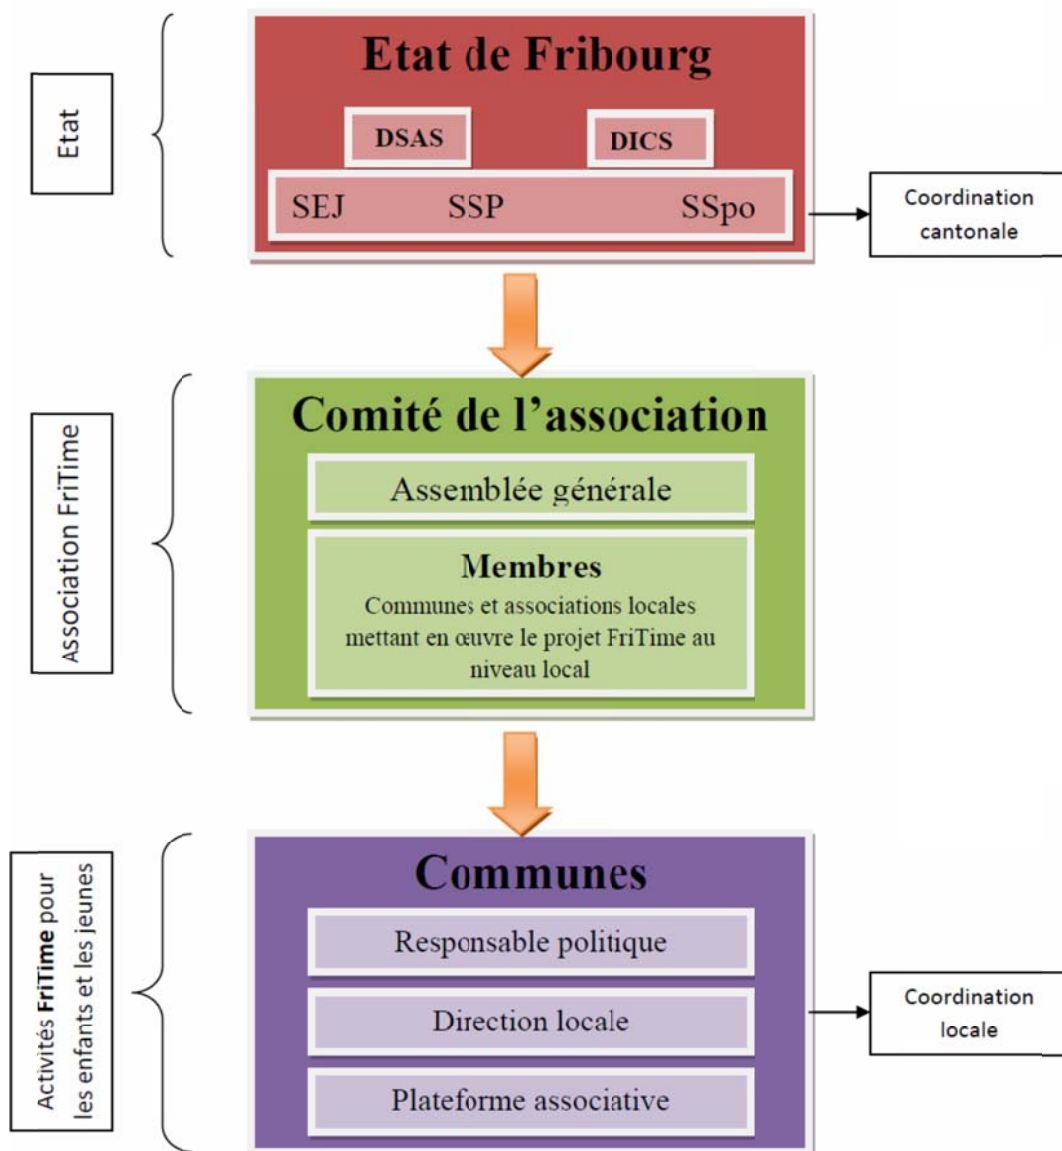 Etat
Etat de Fribourg
DSAS
DICS
SEJ SSP SSpo
Coordination
cantonale
Association FriTime
Comité de l'association
Assemblée générale
Membres
Communes et associations locales
mettant en œuvre le projet FriTime au
niveau local
Activités FriTime pour
les enfants et les jeunes
Communes
Responsable politique
Direction locale
Plateforme associative
Coordination
locale